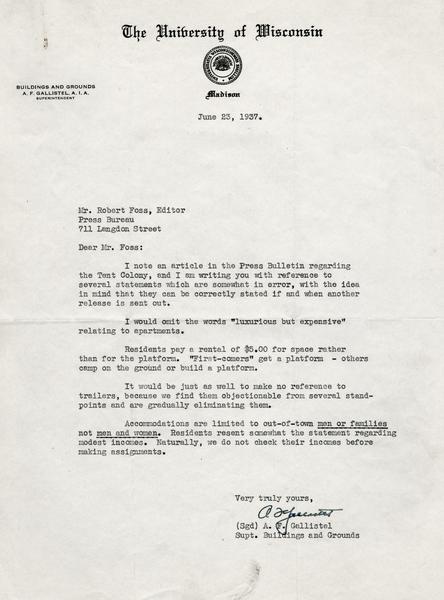 The University of Wisconsin
Madison
BUILDINGS AND GROUNDS
A. F. GALLISTEL, A. I. A.
SUPERINTENDENT
June 23, 1937.
Mr. Robert Foss, Editor
Press Bureau
711 Langdon Street
Dear Mr. Foss:
I note an article in the Press Bulletin regarding
the Tent Colony, and I am writing you with reference to
several statements which are somewhat in error, with the idea
in mind that they can be correctly stated if and when another
release is sent out.
I would omit the words "luxurious but expensive"
relating to apartments.
Residents pay a rental of $5.00 for space rather
than for the platform. "First-comers" get a platform - others
camp on the ground or build a platform.
It would be just as well to make no reference to
trailers, because we find them objectionable from several stand-
points and are gradually eliminating them.
Accommodations are limited to out-of-town men or families
not men and women. Residents resent somewhat the statement regarding
modest incomes. Naturally, we do not check their incomes before
making assignments.
Very truly yours,
A F Gallistel
(Sgd) A. F. Gallistel
Supt. Buildings and Grounds